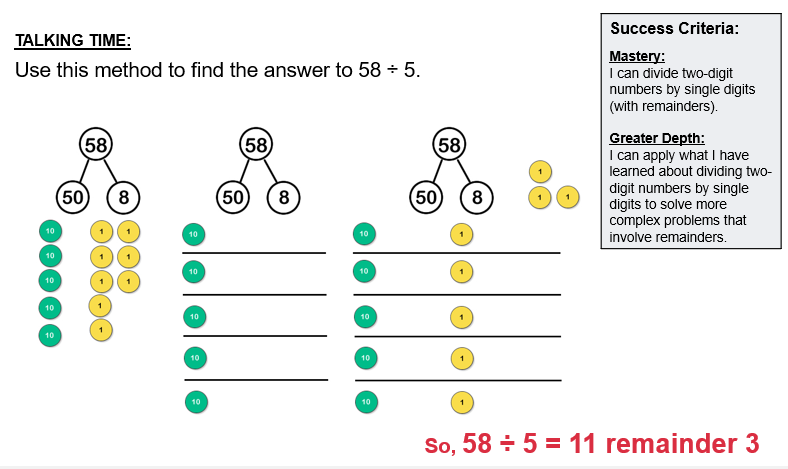 TALKING TIME:
Use this method to find the answer to 58 ÷ 5.
Success Criteria:
Mastery:
I can divide two-digit
numbers by single digits
(with remainders).
Greater Depth:
I can apply what I have
learned about dividing two-
digit numbers by single
digits to solve more
complex problems that
involve remainders.
58
50 8
10 1 1
10 1 1
10 1 1
10 1
10 1
58
50 8
10
10
10
10
10
58
50 8
1
1 1
10 1
10 1
10 1
10 1
10 1
So, 58 ÷ 5 = 11 remainder 3